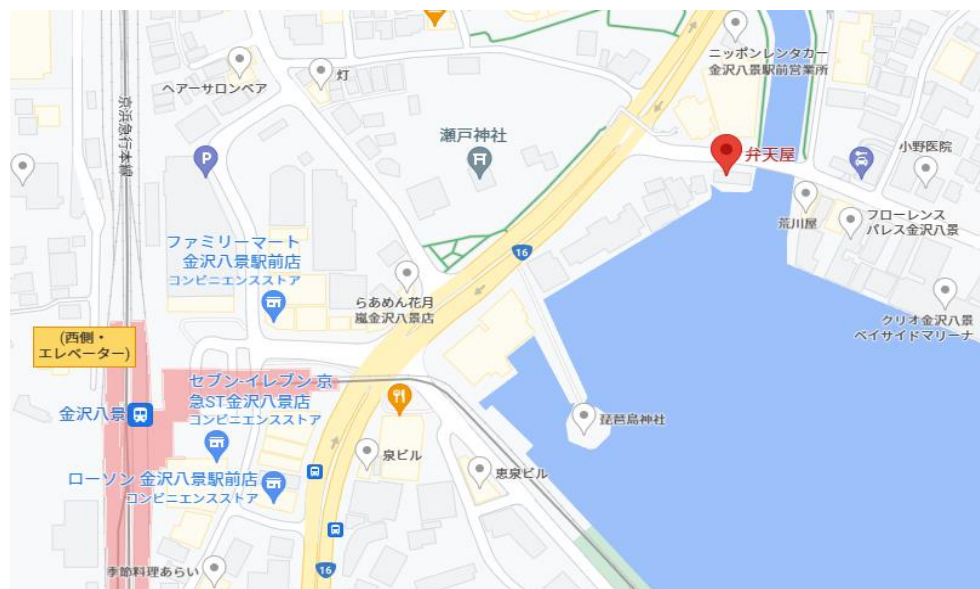 ニッポンレンタカー
金沢八景駅前営業所
ヘアーサロンベア
灯
京浜急行本線
瀬戸神社
P
弁天屋
小野医院
荒川屋
フローレンス
パレス金沢八景
ファミリーマート
金沢八景駅前店
コンビニエンスストア
16
らあめん花月
嵐金沢八景店
クリオ金沢八景
ベイサイドマリーナ
(西側・
エレベーター)
セブン-イレブン 京
急ST金沢八景店
コンビニエンスストア
金沢八景
琵琶島神社
泉ビル
恵泉ビル
ローソン 金沢八景駅前店
コンビニエンスストア
季節料理あらい
16